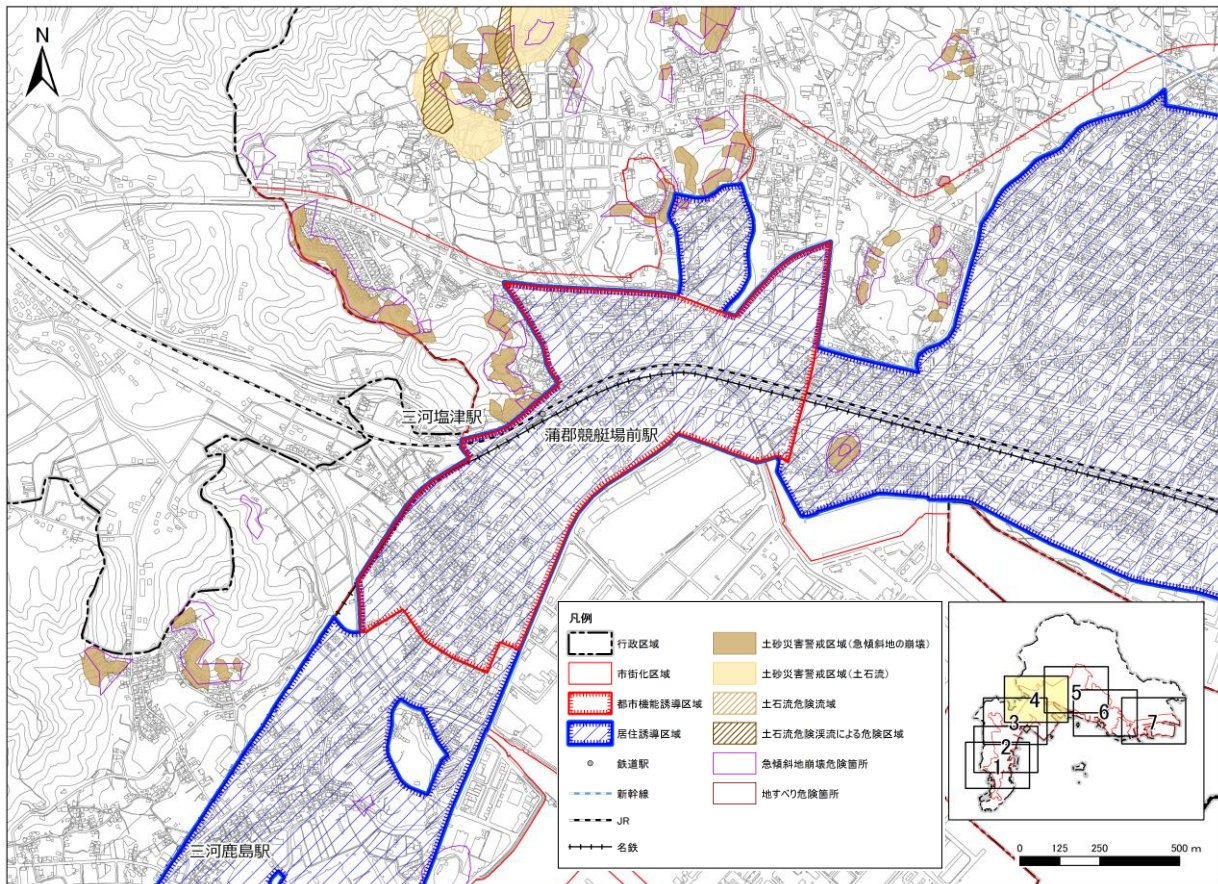 N
三河塩津駅
蒲郡競艇場前駅
三河鹿島駅
凡例
行政区域
市街化区域
都市機能誘導区域
居住誘導区域
鉄道駅
新幹線
JR
名鉄
土砂災害警戒区域(急傾斜地の崩壊)
土砂災害警戒区域(土石流)
土石流危険流域
土石流危険渓流による危険区域
急傾斜地崩壊危険箇所
地すべり危険箇所
4
5
3
6
7
2
1
0 125 250 500 m